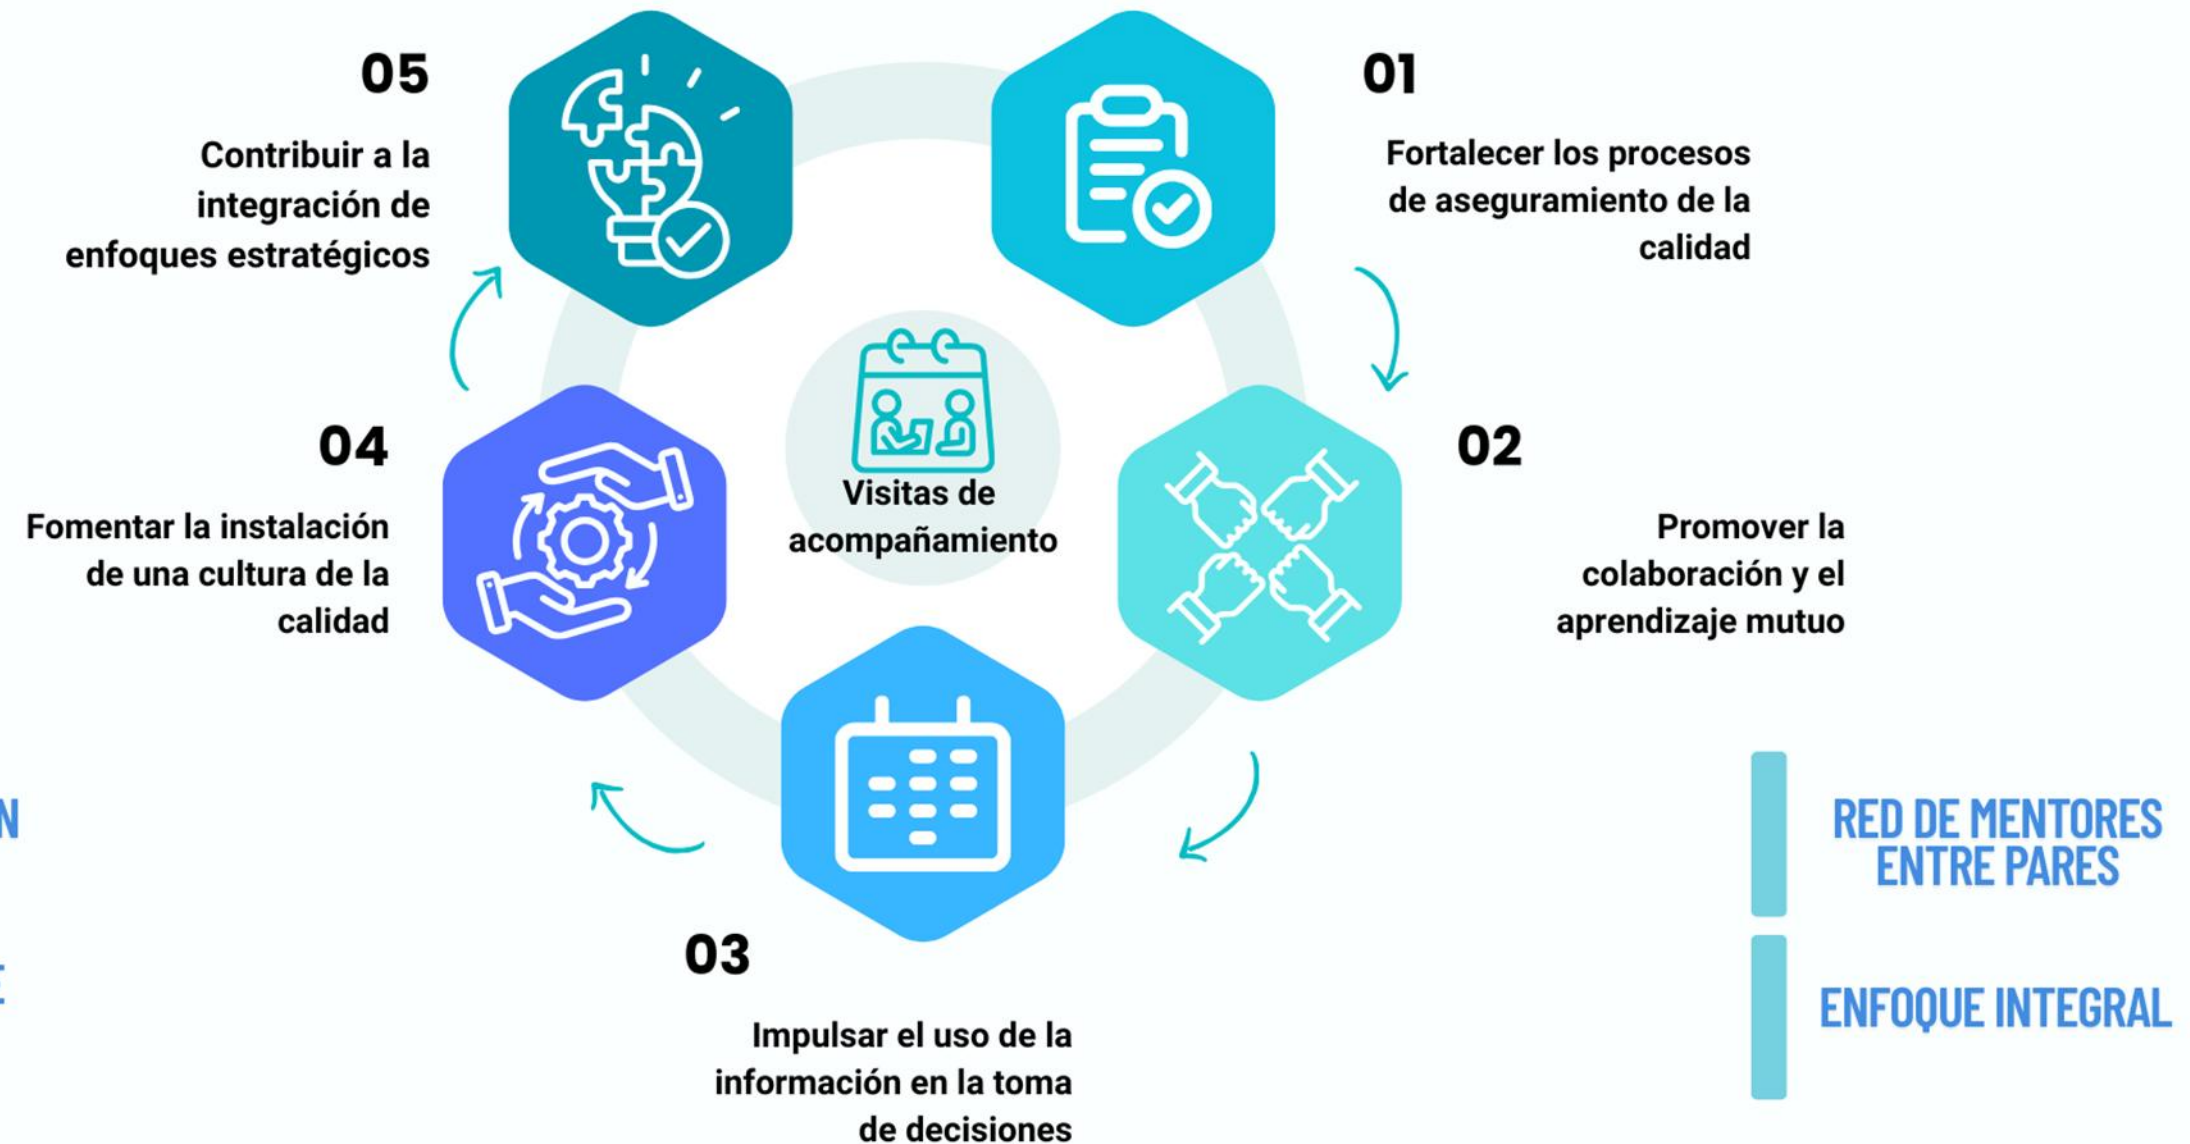 05
Contribuir a la
integración de
enfoques estratégicos
01
Fortalecer los procesos
de aseguramiento de la
calidad
Visitas de
acompañamiento
04
Fomentar la instalación
de una cultura de la
calidad
02
Promover la
colaboración y el
aprendizaje mutuo
03
Impulsar el uso de la
información en la toma
de decisiones
RED DE MENTORES
ENTRE PARES
ENFOQUE INTEGRAL